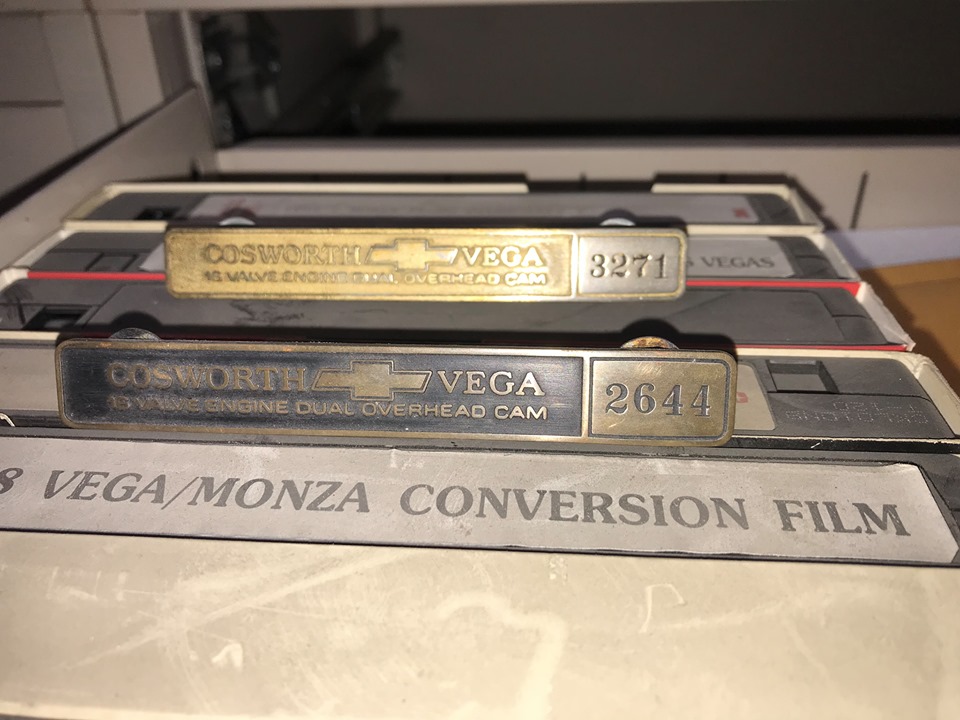 COSWORTH VEGA
16 VALVE ENGINE DUAL OVERHEAD CAM
3271
VEGAS
COSWORTH VEGA
16 VALVE ENGINE DUAL OVERHEAD CAM
2644
8 VEGA/MONZA CONVERSION FILM